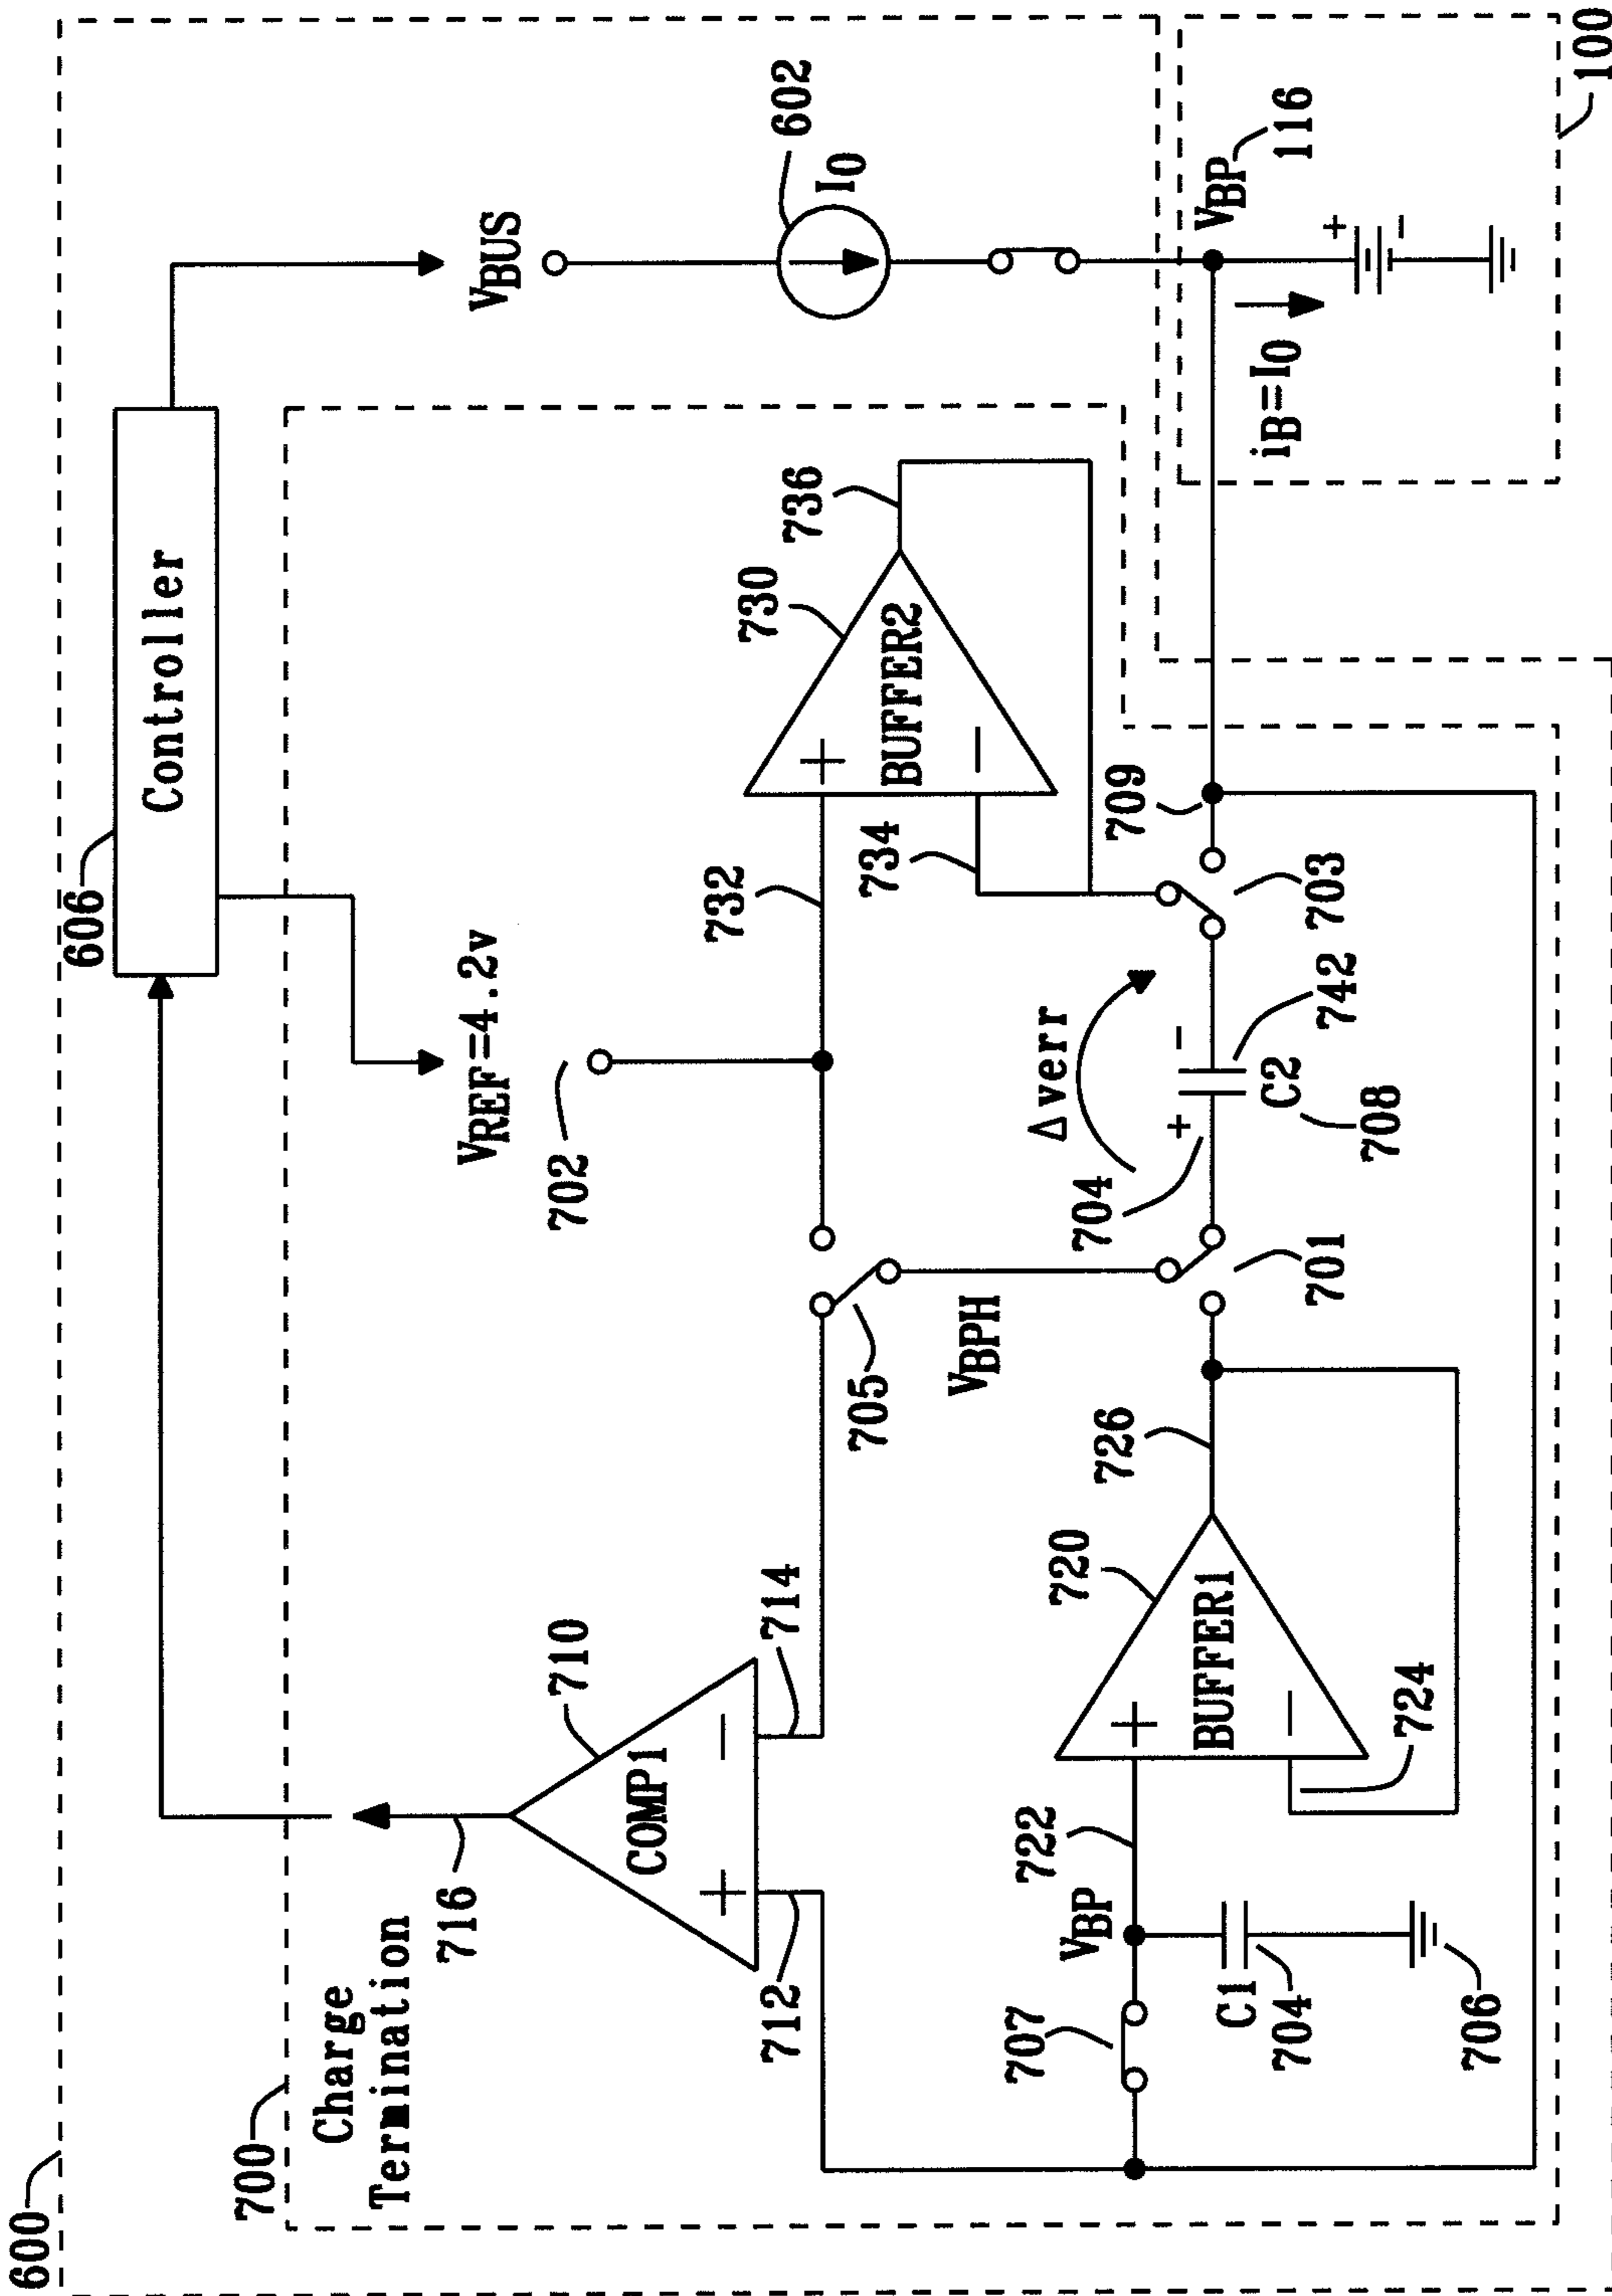 600
700
Charge
Termination
716
710
COMP1
+
−
712
714
606
Controller
VREF=4.2v
702
705
VBPH
732
730
BUFFER2
+
−
734
736
VBUS
602
I0
707
VBP
722
C1
704
706
720
BUFFER1
+
−
724
726
701
704
Δverr
+
−
C2
708
742
703
709
VBP
116
iB=I0
+
−
100